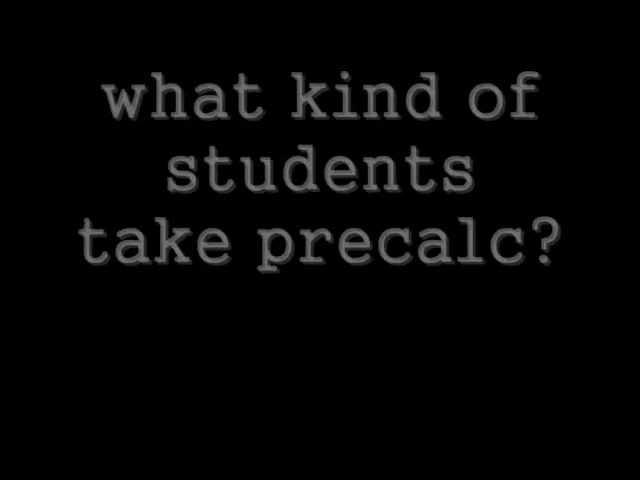 what kind of
students
take precalc?